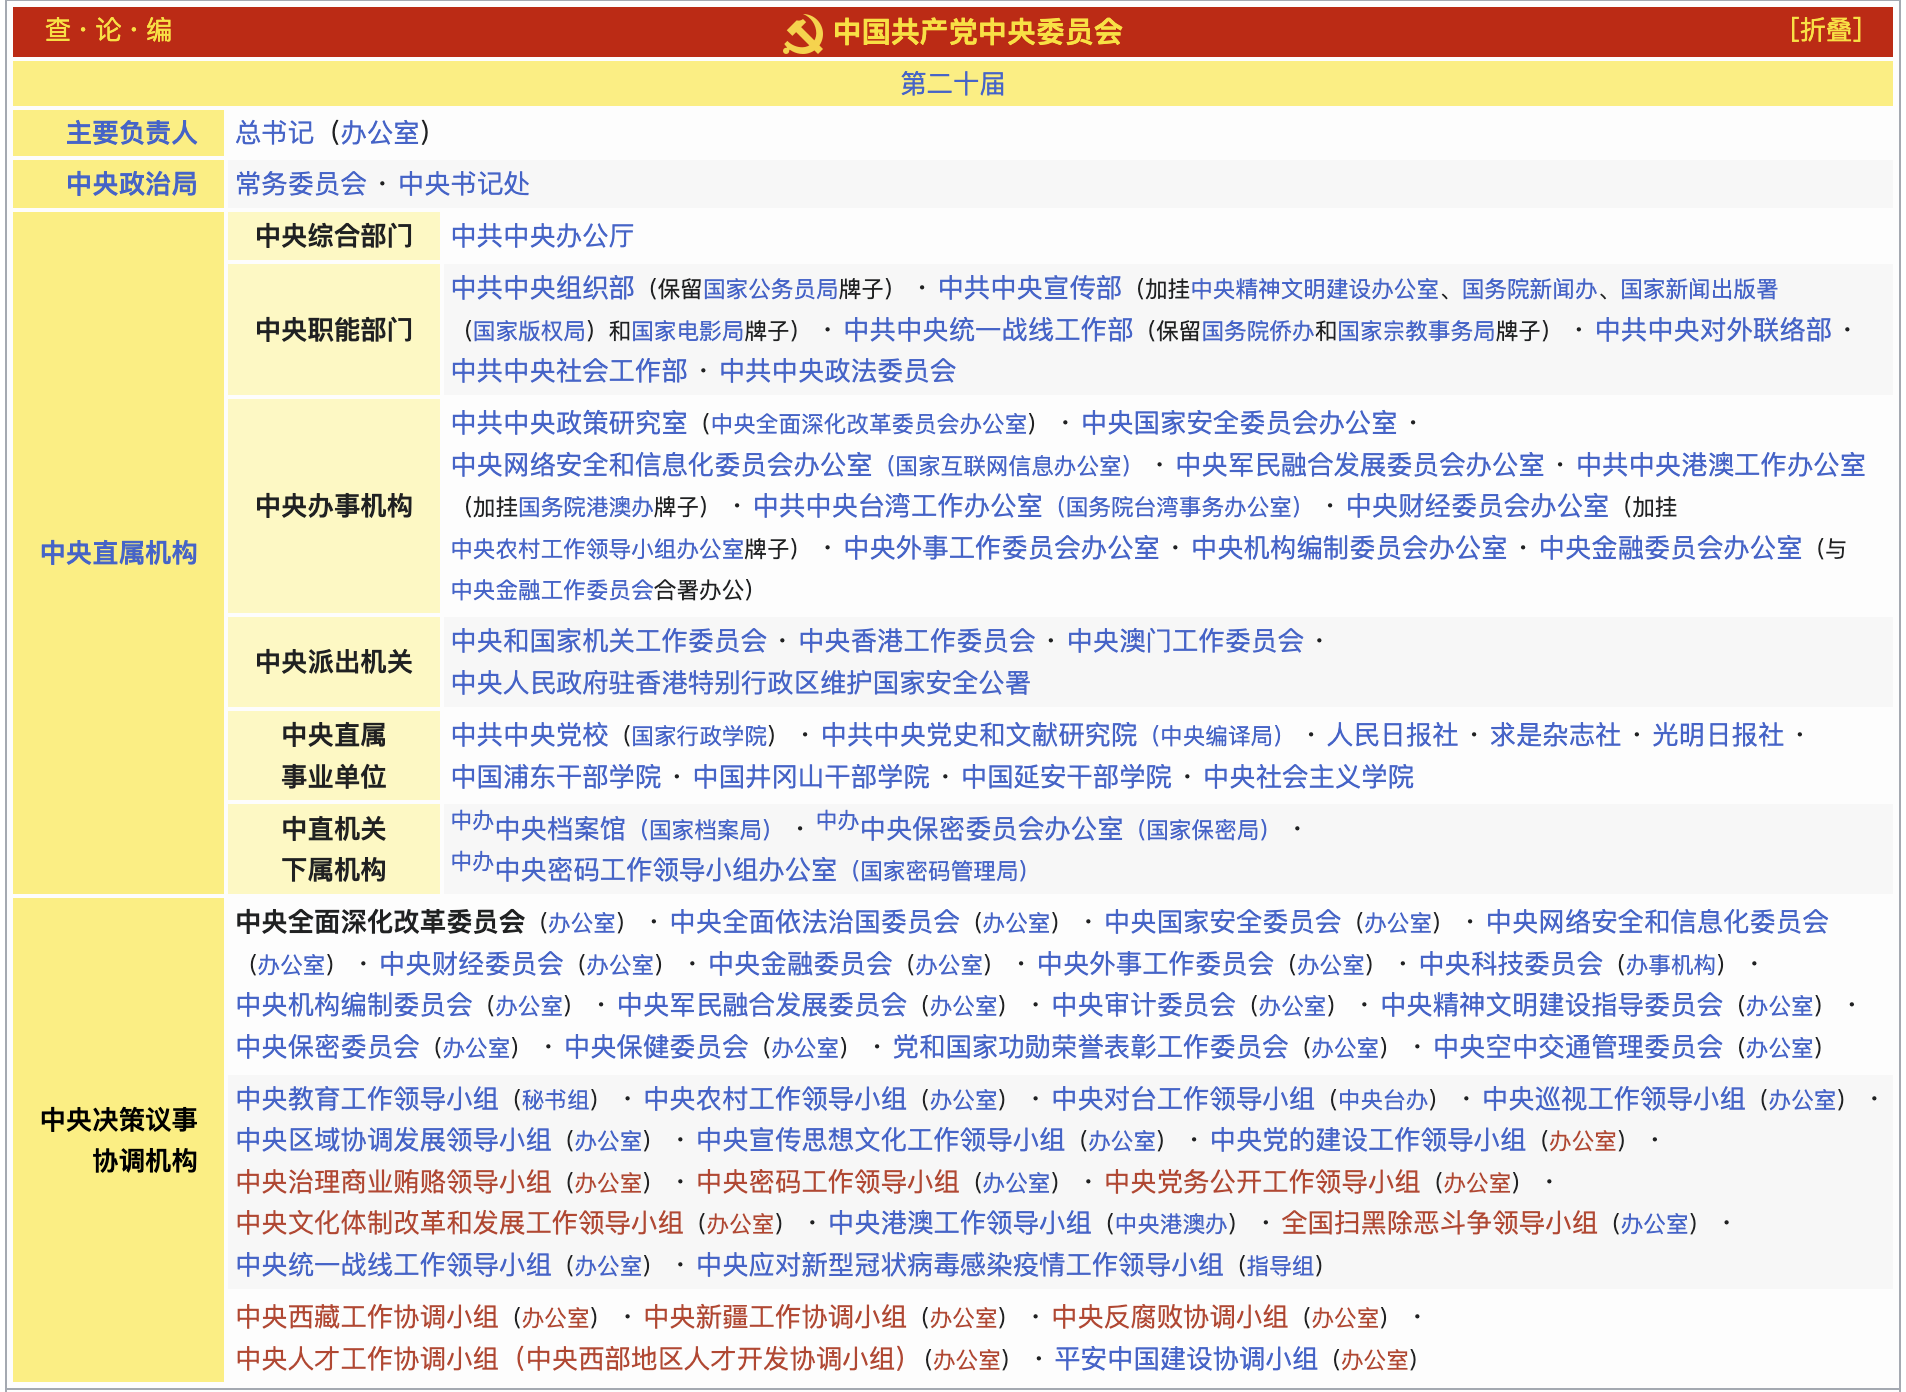 查 · 论 · 编
中国共产党中央委员会
[折叠]
第二十届
主要负责人
总书记（办公室）
中央政治局
常务委员会 · 中央书记处
中央直属机构
中央综合部门
中共中央办公厅
中央职能部门
中共中央组织部（保留国家公务员局牌子） · 中共中央宣传部（加挂中央精神文明建设办公室、国务院新闻办、国家新闻出版署
（国家版权局）和国家电影局牌子） · 中共中央统一战线工作部（保留国务院侨办和国家宗教事务局牌子） · 中共中央对外联络部 ·
中共中央社会工作部 · 中共中央政法委员会
中央办事机构
中共中央政策研究室（中央全面深化改革委员会办公室） · 中央国家安全委员会办公室 ·
中央网络安全和信息化委员会办公室（国家互联网信息办公室） · 中央军民融合发展委员会办公室 · 中共中央港澳工作办公室
（加挂国务院港澳办牌子） · 中共中央台湾工作办公室（国务院台湾事务办公室） · 中央财经委员会办公室（加挂
中央农村工作领导小组办公室牌子） · 中央外事工作委员会办公室 · 中央机构编制委员会办公室 · 中央金融委员会办公室（与
中央金融工作委员会合署办公）
中央派出机关
中央和国家机关工作委员会 · 中央香港工作委员会 · 中央澳门工作委员会 ·
中央人民政府驻香港特别行政区维护国家安全公署
中央直属
事业单位
中共中央党校（国家行政学院） · 中共中央党史和文献研究院（中央编译局） · 人民日报社 · 求是杂志社 · 光明日报社 ·
中国浦东干部学院 · 中国井冈山干部学院 · 中国延安干部学院 · 中央社会主义学院
中直机关
下属机构
中办中央档案馆（国家档案局） · 中办中央保密委员会办公室（国家保密局） ·
中办中央密码工作领导小组办公室（国家密码管理局）
中央决策议事
协调机构
中央全面深化改革委员会（办公室） · 中央全面依法治国委员会（办公室） · 中央国家安全委员会（办公室） · 中央网络安全和信息化委员会
（办公室） · 中央财经委员会（办公室） · 中央金融委员会（办公室） · 中央外事工作委员会（办公室） · 中央科技委员会（办事机构） ·
中央机构编制委员会（办公室） · 中央军民融合发展委员会（办公室） · 中央审计委员会（办公室） · 中央精神文明建设指导委员会（办公室） ·
中央保密委员会（办公室） · 中央保健委员会（办公室） · 党和国家功勋荣誉表彰工作委员会（办公室） · 中央空中交通管理委员会（办公室）
中央教育工作领导小组（秘书组） · 中央农村工作领导小组（办公室） · 中央对台工作领导小组（中央台办） · 中央巡视工作领导小组（办公室） ·
中央区域协调发展领导小组（办公室） · 中央宣传思想文化工作领导小组（办公室） · 中央党的建设工作领导小组（办公室） ·
中央治理商业贿赂领导小组（办公室） · 中央密码工作领导小组（办公室） · 中央党务公开工作领导小组（办公室） ·
中央文化体制改革和发展工作领导小组（办公室） · 中央港澳工作领导小组（中央港澳办） · 全国扫黑除恶斗争领导小组（办公室） ·
中央统一战线工作领导小组（办公室） · 中央应对新型冠状病毒感染疫情工作领导小组（指导组）
中央西藏工作协调小组（办公室） · 中央新疆工作协调小组（办公室） · 中央反腐败协调小组（办公室） ·
中央人才工作协调小组（中央西部地区人才开发协调小组）（办公室） · 平安中国建设协调小组（办公室）